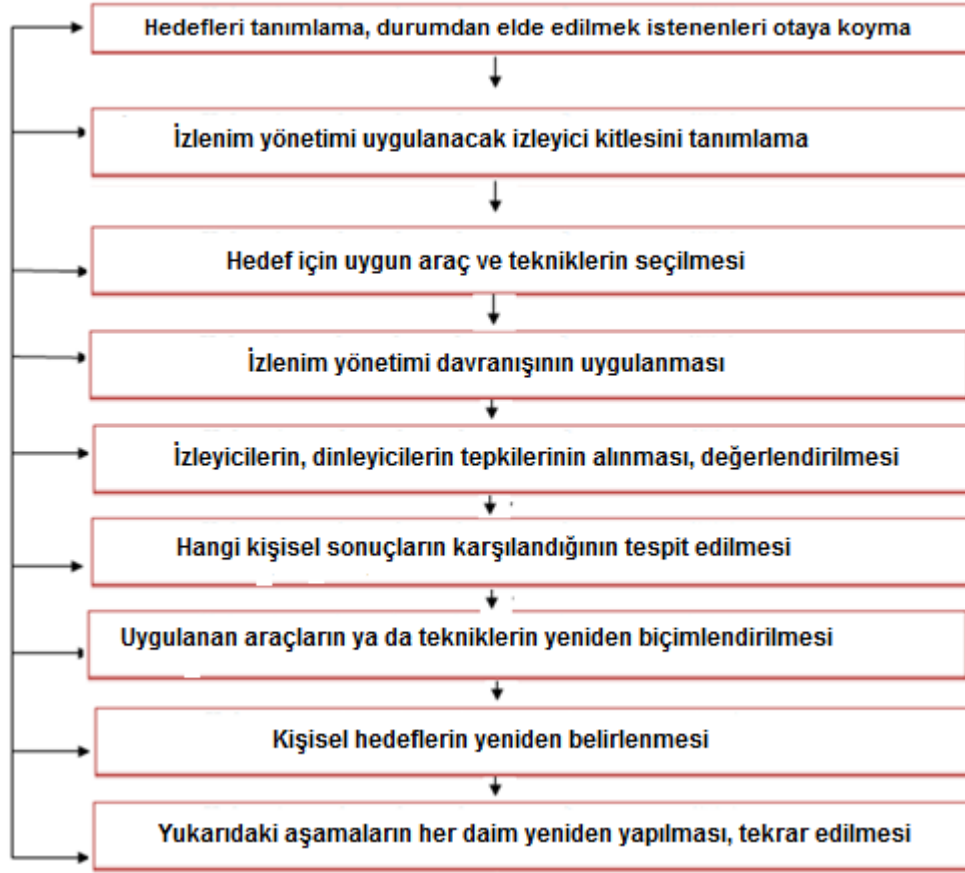 Hedefleri tanımlama, durumdan elde edilmek istenenleri otaya koyma
İzlenim yönetimi uygulanacak izleyici kitlesini tanımlama
Hedef için uygun araç ve tekniklerin seçilmesi
İzlenim yönetimi davranışının uygulanması
İzleyicilerin, dinleyicilerin tepkilerinin alınması, değerlendirilmesi
Hangi kişisel sonuçların karşılandığının tespit edilmesi
Uygulanan araçların ya da tekniklerin yeniden biçimlendirilmesi
Kişisel hedeflerin yeniden belirlenmesi
Yukarıdaki aşamaların her daim yeniden yapılması, tekrar edilmesi